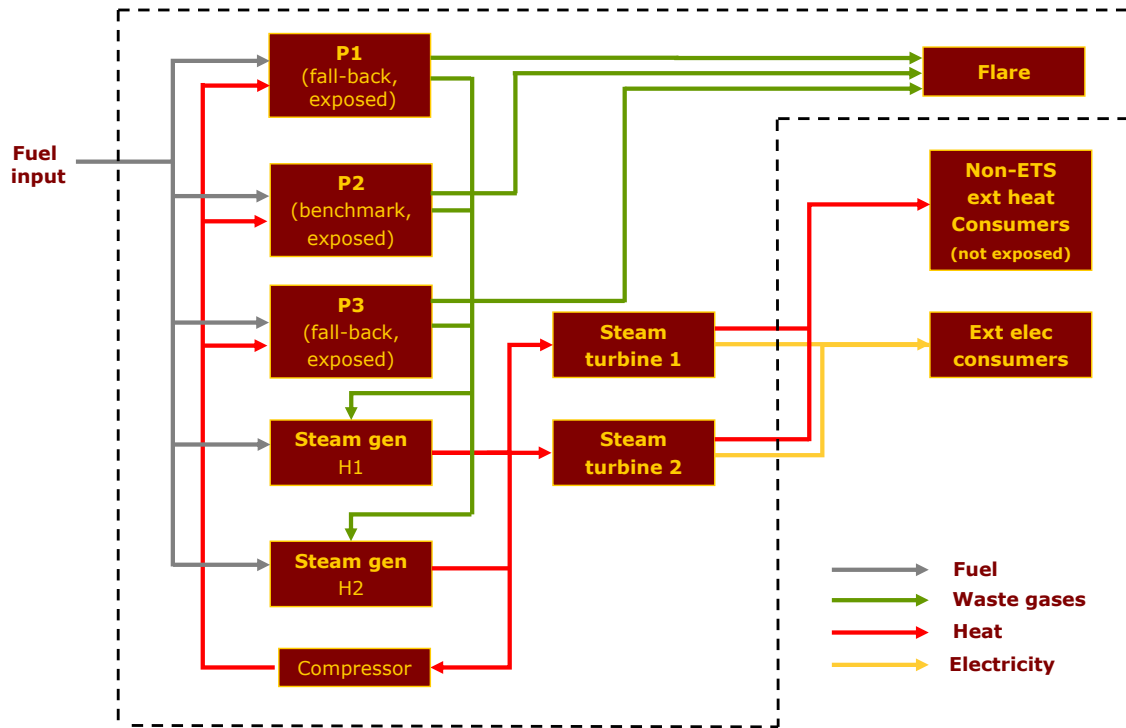 P1
(fall-back,
exposed)
Flare
Fuel
input
P2
(benchmark,
exposed)
Non-ETS
ext heat
Consumers
(not exposed)
P3
(fall-back,
exposed)
Steam
turbine 1
Ext elec
consumers
Steam gen
H1
Steam
turbine 2
Steam gen
H2
Compressor
Fuel
Waste gases
Heat
Electricity